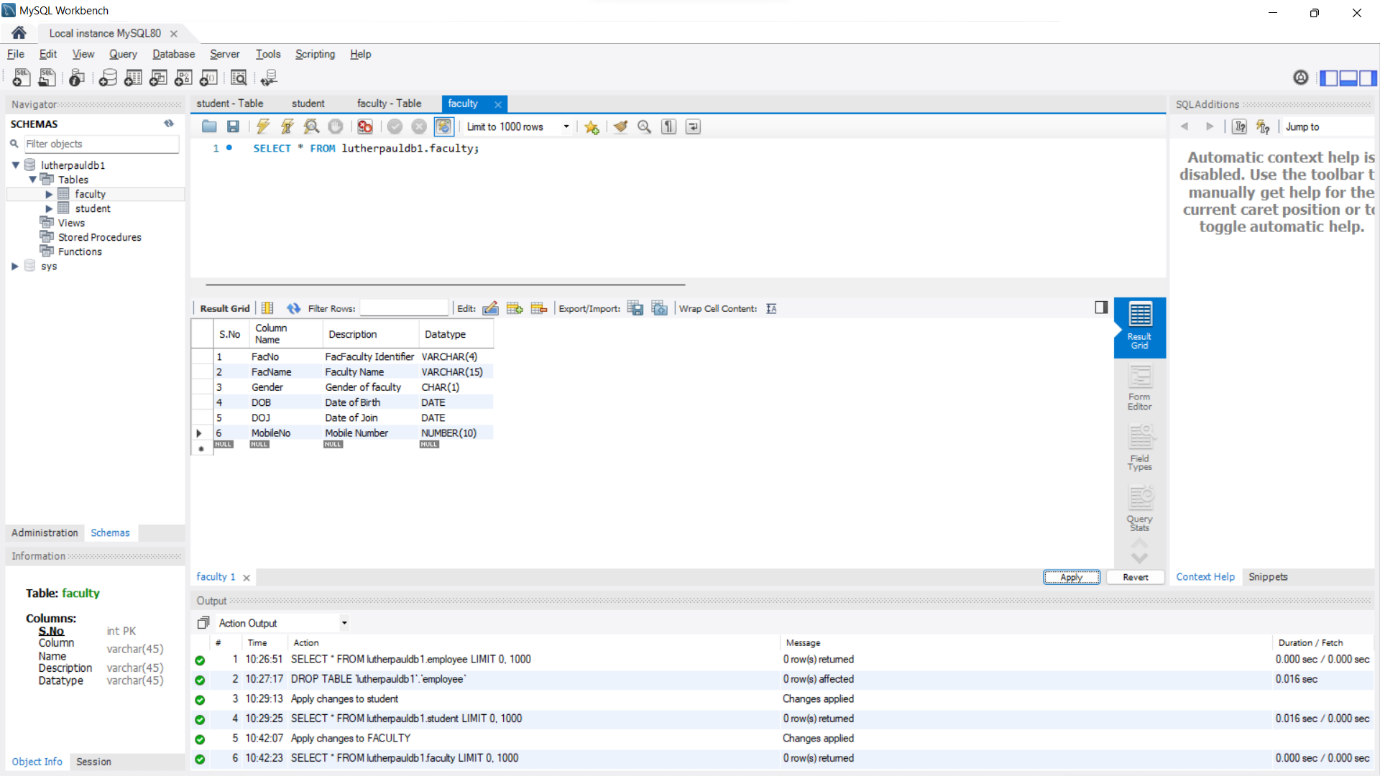 MySQL Workbench
Local instance MySQL80
File Edit View Query Database Server Tools Scripting Help
Navigator
SCHEMAS
Filter objects
lutherpauldb1
Tables
faculty
student
Views
Stored Procedures
Functions
sys
Administration Schemas
Information
Table: faculty
Columns:
S.No int PK
Column Name varchar(45)
Description varchar(45)
Datatype varchar(45)
Object Info Session
student - Table student faculty - Table faculty
Limit to 1000 rows
1 SELECT * FROM lutherpauldb1.faculty;
Result Grid Filter Rows: Edit: Export/Import: Wrap Cell Content:
S.No Column Name Description Datatype
1 FacNo FacFaculty Identifier VARCHAR(4)
2 FacName Faculty Name VARCHAR(15)
3 Gender Gender of faculty CHAR(1)
4 DOB Date of Birth DATE
5 DOJ Date of Join DATE
6 MobileNo Mobile Number NUMBER(10)
NULL NULL NULL NULL
Result Grid
Form Editor
Field Types
Query Stats
faculty 1 Apply Revert
Output
Action Output
# Time Action Message Duration / Fetch
1 10:26:51 SELECT * FROM lutherpauldb1.employee LIMIT 0, 1000 0 row(s) returned 0.000 sec / 0.000 sec
2 10:27:17 DROP TABLE `lutherpauldb1`.`employee` 0 row(s) affected 0.016 sec
3 10:29:13 Apply changes to student Changes applied
4 10:29:25 SELECT * FROM lutherpauldb1.student LIMIT 0, 1000 0 row(s) returned 0.016 sec / 0.000 sec
5 10:42:07 Apply changes to FACULTY Changes applied
6 10:42:23 SELECT * FROM lutherpauldb1.faculty LIMIT 0, 1000 0 row(s) returned 0.000 sec / 0.000 sec
SQLAdditions
Jump to
Automatic context help is
disabled. Use the toolbar t
manually get help for the
current caret position or to
toggle automatic help.
Context Help Snippets